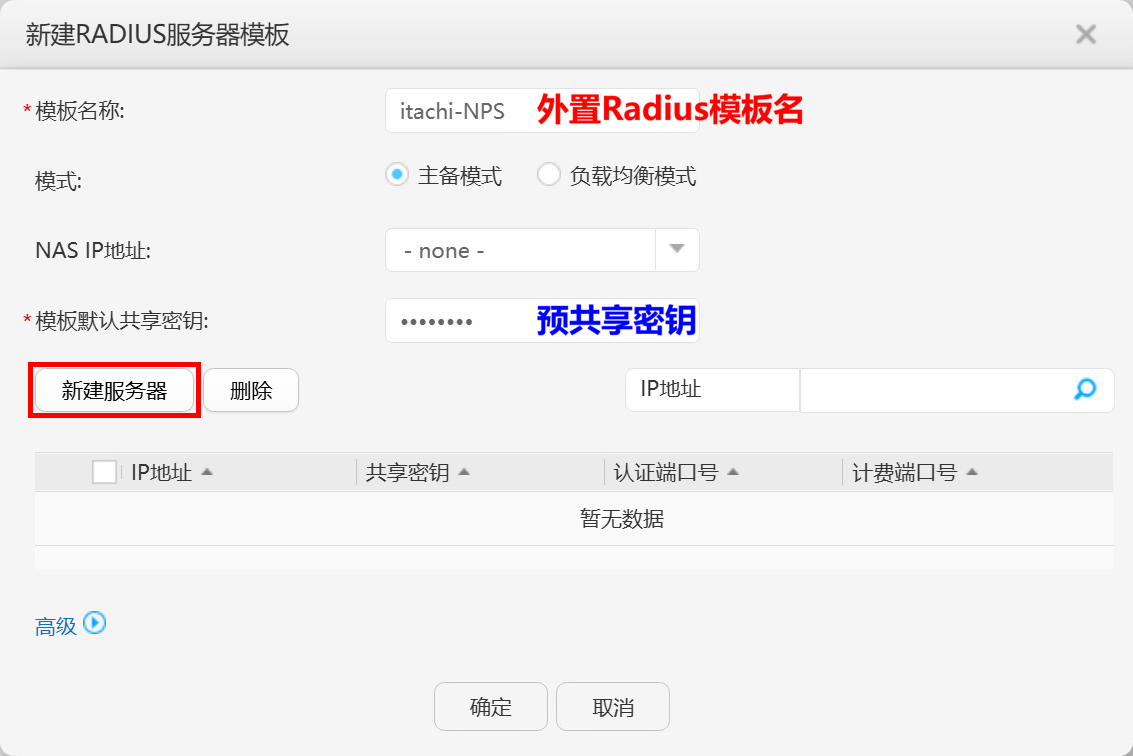 新建RADIUS服务器模板
*模板名称: itachi-NPS 外置Radius模板名
模式: 主备模式 负载均衡模式
NAS IP地址: - none -
*模板默认共享密钥: •••••••• 预共享密钥
新建服务器 删除 IP地址
IP地址 共享密钥 认证端口号 计费端口号
暂无数据
高级
确定 取消